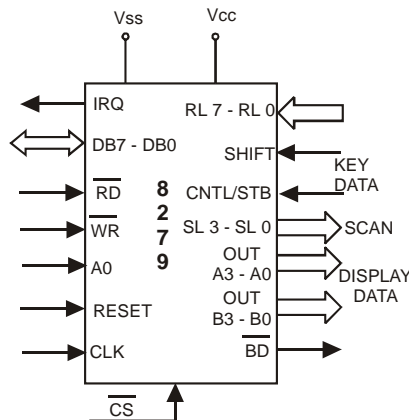 Vss
Vcc
IRQ
RL 7 - RL 0
DB7 - DB0
SHIFT
KEY
DATA
RD
8
2
7
9
CNTL/STB
WR
SL 3 - SL 0
SCAN
A0
OUT
A3 - A0
DISPLAY
DATA
RESET
OUT
B3 - B0
CLK
BD
CS